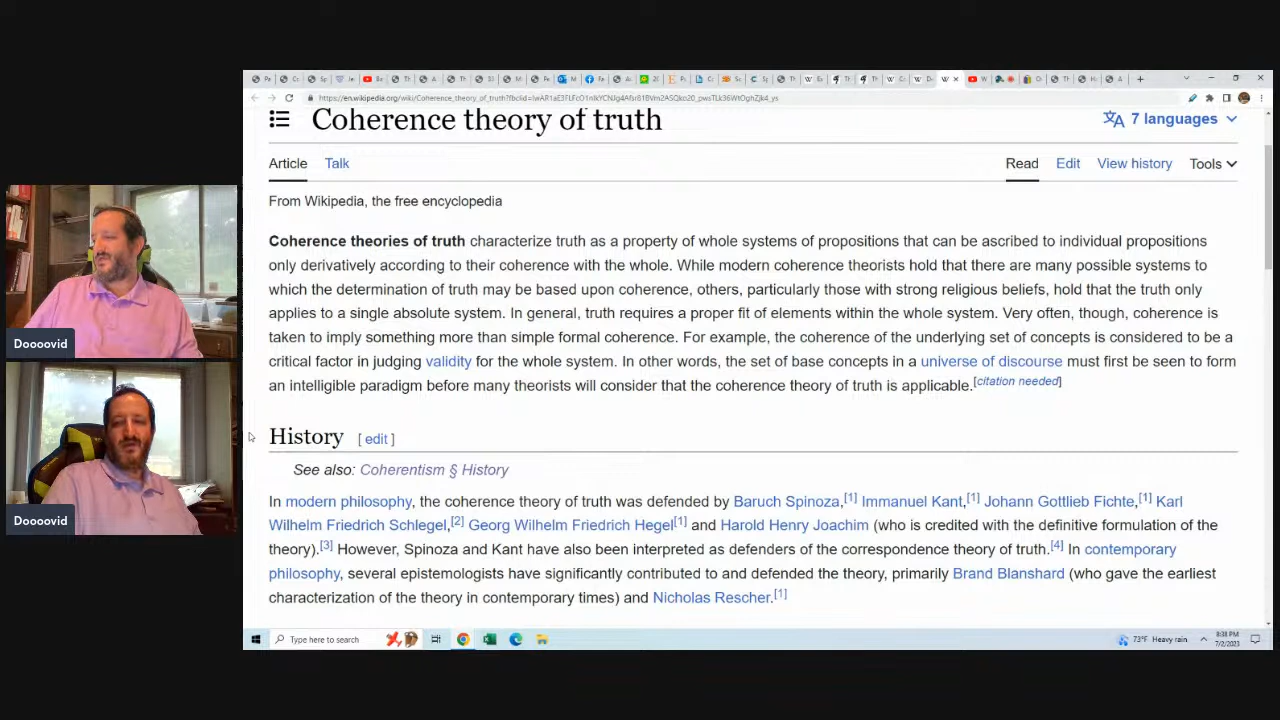 https://en.wikipedia.org/wiki/Coherence_theory_of_truth?fbclid=
Coherence theory of truth
7 languages
Article Talk Read Edit View history Tools
From Wikipedia, the free encyclopedia
Coherence theories of truth characterize truth as a property of whole systems of propositions that can be ascribed to individual propositions
only derivatively according to their coherence with the whole. While modern coherence theorists hold that there are many possible systems to
which the determination of truth may be based upon coherence, others, particularly those with strong religious beliefs, hold that the truth only
applies to a single absolute system. In general, truth requires a proper fit of elements within the whole system. Very often, though, coherence is
taken to imply something more than simple formal coherence. For example, the coherence of the underlying set of concepts is considered to be a
critical factor in judging validity for the whole system. In other words, the set of base concepts in a universe of discourse must first be seen to form
an intelligible paradigm before many theorists will consider that the coherence theory of truth is applicable.[citation needed]
History [ edit ]
See also: Coherentism § History
In modern philosophy, the coherence theory of truth was defended by Baruch Spinoza,[1] Immanuel Kant,[1] Johann Gottlieb Fichte,[1] Karl
Wilhelm Friedrich Schlegel,[2] Georg Wilhelm Friedrich Hegel[1] and Harold Henry Joachim (who is credited with the definitive formulation of the
theory).[3] However, Spinoza and Kant have also been interpreted as defenders of the correspondence theory of truth.[4] In contemporary
philosophy, several epistemologists have significantly contributed to and defended the theory, primarily Brand Blanshard (who gave the earliest
characterization of the theory in contemporary times) and Nicholas Rescher.[1]
Doooovid
Doooovid
Type here to search
73°F Heavy rain
8:38 PM
7/2/2023